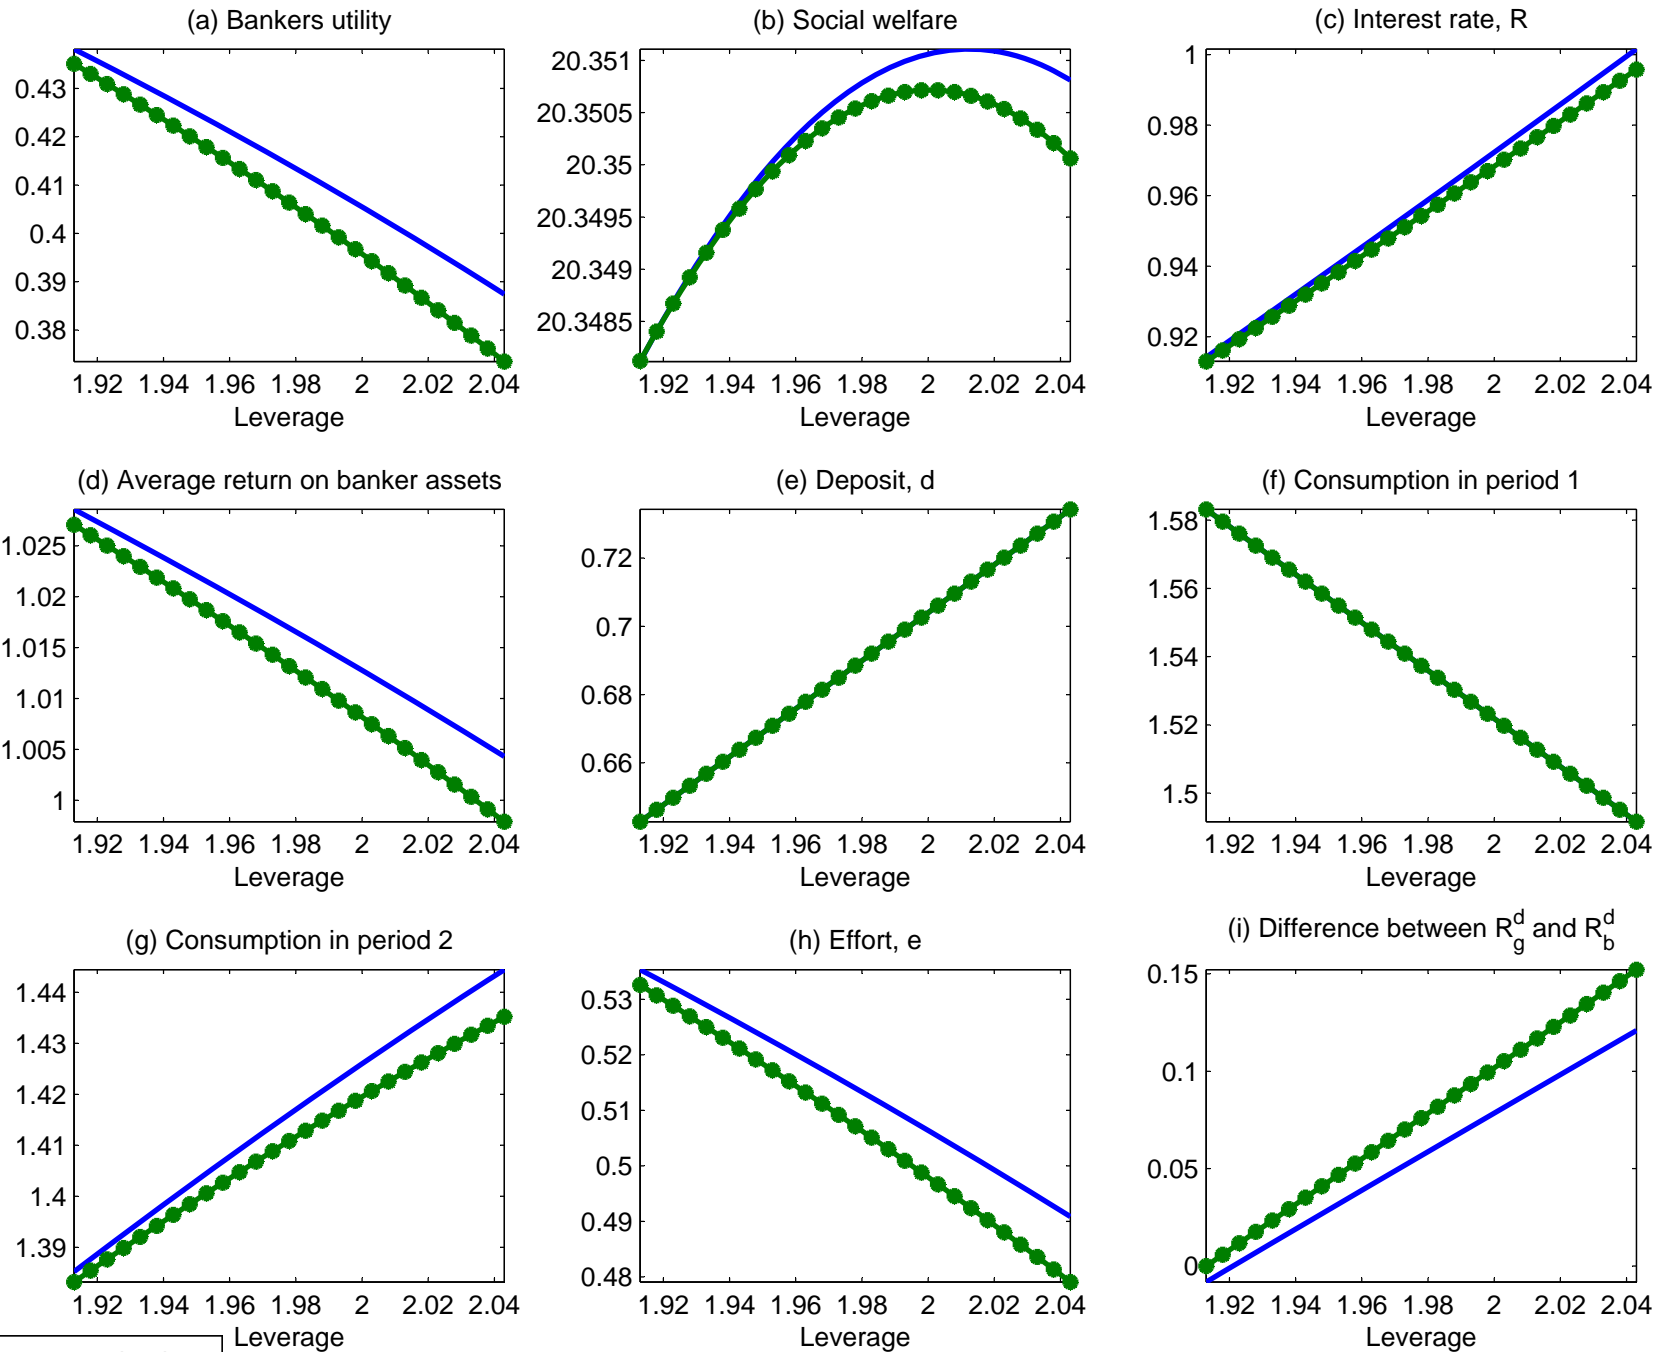 (a) Bankers utility
0.43
0.42
0.41
0.4
0.39
0.38
1.92 1.94 1.96 1.98 2 2.02 2.04
Leverage
(b) Social welfare
20.351
20.3505
20.35
20.3495
20.349
20.3485
1.92 1.94 1.96 1.98 2 2.02 2.04
Leverage
(c) Interest rate, R
1
0.98
0.96
0.94
0.92
1.92 1.94 1.96 1.98 2 2.02 2.04
Leverage
(d) Average return on banker assets
1.025
1.02
1.015
1.01
1.005
1
1.92 1.94 1.96 1.98 2 2.02 2.04
Leverage
(e) Deposit, d
0.72
0.7
0.68
0.66
1.92 1.94 1.96 1.98 2 2.02 2.04
Leverage
(f) Consumption in period 1
1.58
1.56
1.54
1.52
1.5
1.92 1.94 1.96 1.98 2 2.02 2.04
Leverage
(g) Consumption in period 2
1.44
1.43
1.42
1.41
1.4
1.39
1.92 1.94 1.96 1.98 2 2.02 2.04
Leverage
(h) Effort, e
0.53
0.52
0.51
0.5
0.49
0.48
1.92 1.94 1.96 1.98 2 2.02 2.04
Leverage
(i) Difference between R_g^d and R_b^d
0.15
0.1
0.05
0
1.92 1.94 1.96 1.98 2 2.02 2.04
Leverage